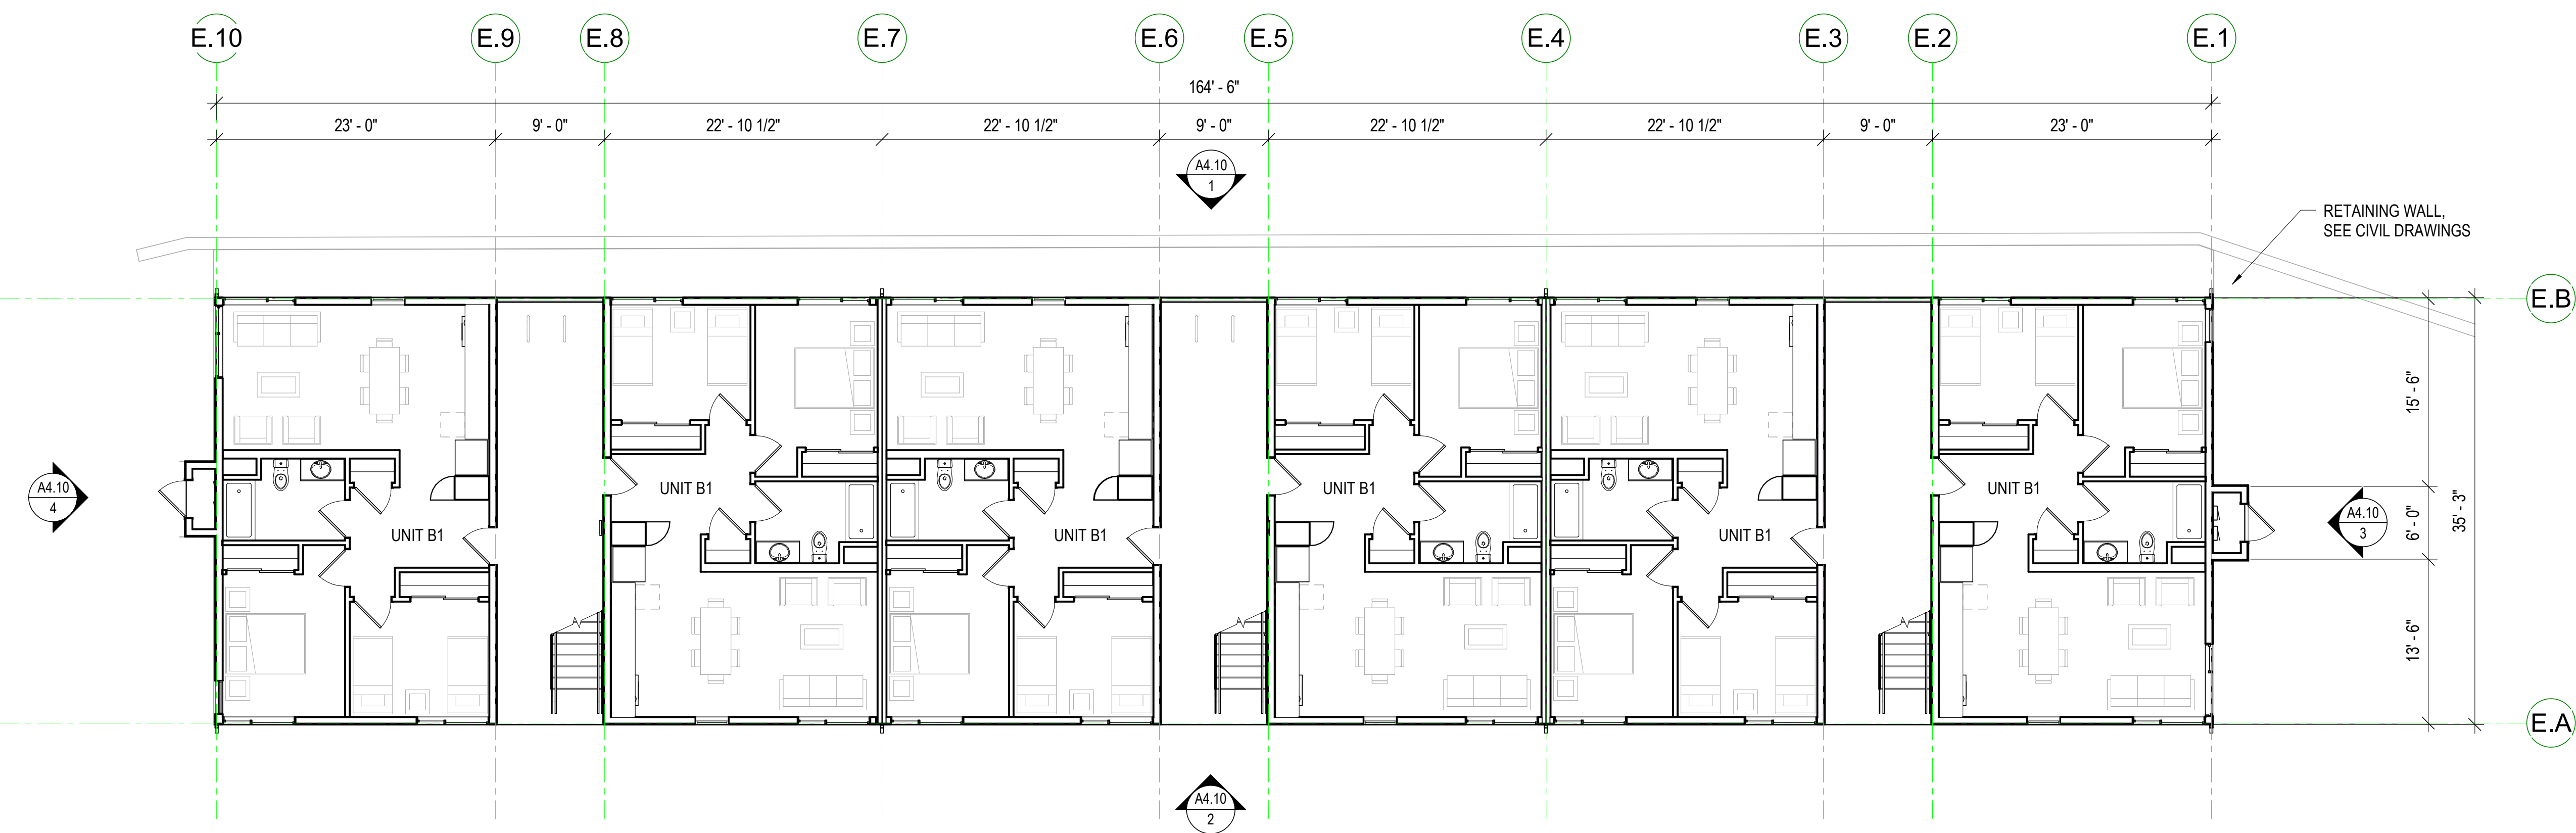 E.10 E.9 E.8 E.7 E.6 E.5 E.4 E.3 E.2 E.1
164' - 6"
23' - 0" 9' - 0" 22' - 10 1/2" 22' - 10 1/2" 9' - 0" 22' - 10 1/2" 22' - 10 1/2" 9' - 0" 23' - 0"
A4.10
1
RETAINING WALL,
SEE CIVIL DRAWINGS
E.B
15' - 6"
6' - 0"
13' - 6"
35' - 3"
A4.10
4
UNIT B1
UNIT B1
UNIT B1
UNIT B1
UNIT B1
UNIT B1
A4.10
3
E.A
A4.10
2